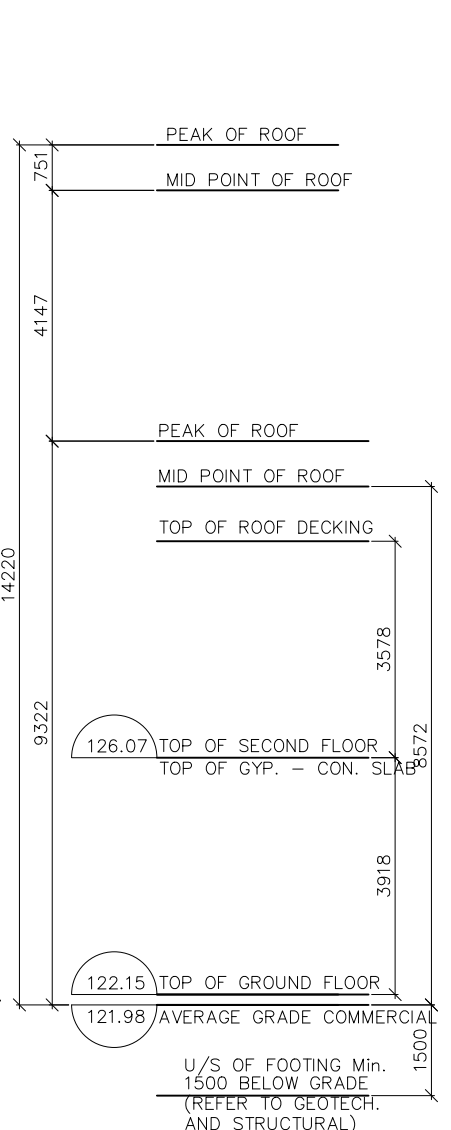 PEAK OF ROOF
751
MID POINT OF ROOF
4147
PEAK OF ROOF
MID POINT OF ROOF
TOP OF ROOF DECKING
14220
3578
9322
8572
126.07 TOP OF SECOND FLOOR
TOP OF GYP. – CON. SLAB
3918
122.15 TOP OF GROUND FLOOR
121.98 AVERAGE GRADE COMMERCIAL
1500
U/S OF FOOTING Min.
1500 BELOW GRADE
(REFER TO GEOTECH.
AND STRUCTURAL)